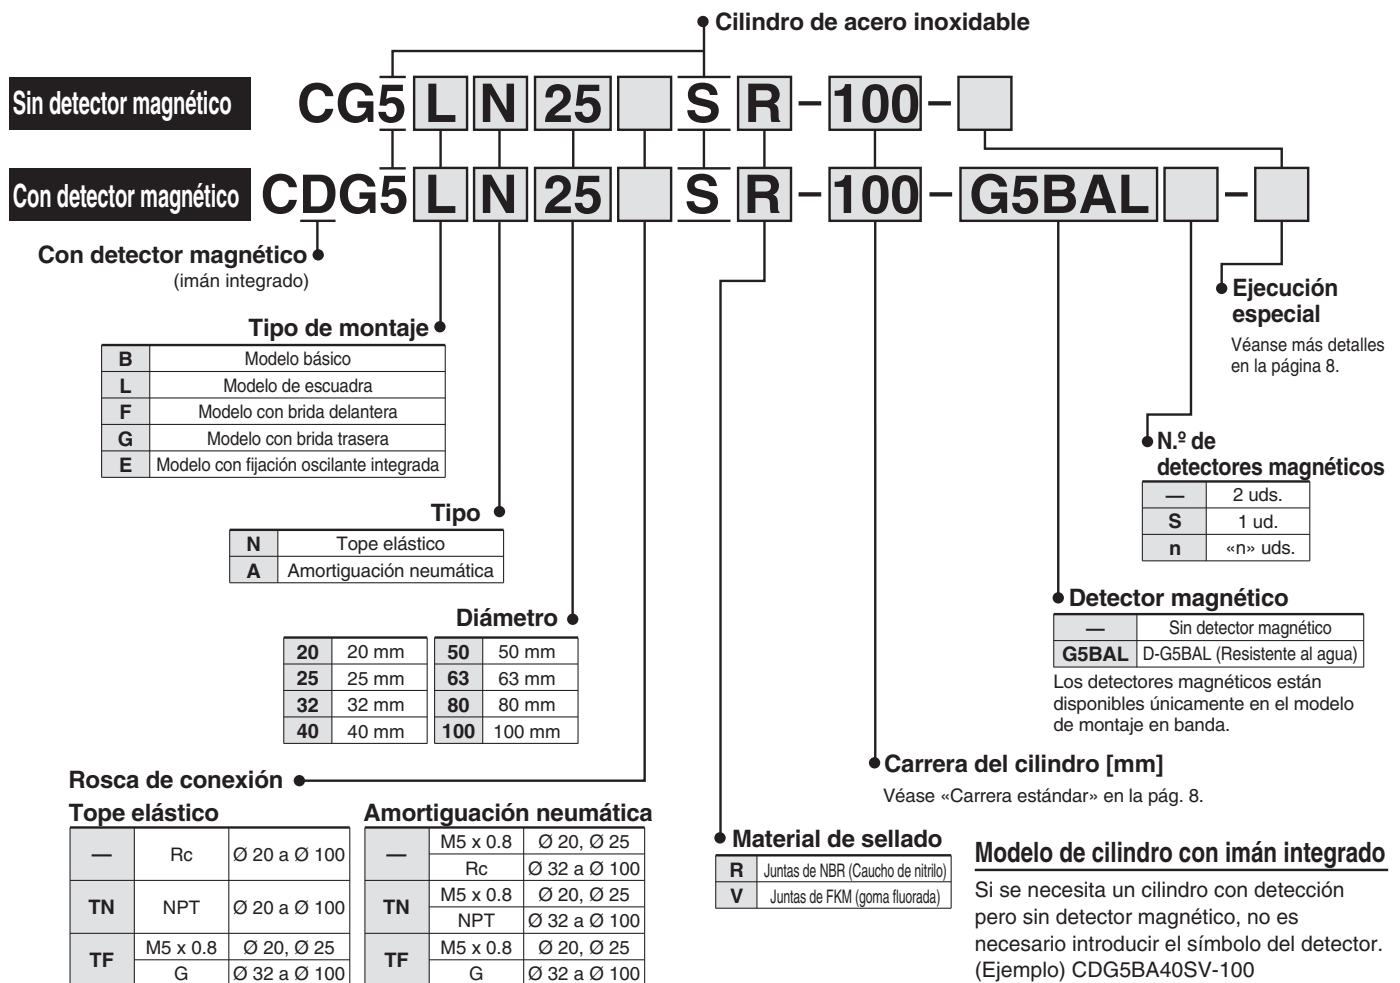 Cilindro de acero inoxidable
Sin detector magnético
CG5 L N 25 S R - 100 -
Con detector magnético
CDG5 L N 25 S R - 100 - G5BAL -
Con detector magnético
(imán integrado)
Tipo de montaje
B Modelo básico
L Modelo de escuadra
F Modelo con brida delantera
G Modelo con brida trasera
E Modelo con fijación oscilante integrada
Tipo
N Tope elástico
A Amortiguación neumática
Diámetro
20 20 mm 50 50 mm
25 25 mm 63 63 mm
32 32 mm 80 80 mm
40 40 mm 100 100 mm
Rosca de conexión
Tope elástico
— Rc Ø 20 a Ø 100
TN NPT Ø 20 a Ø 100
TF M5 x 0.8 Ø 20, Ø 25
G Ø 32 a Ø 100
Amortiguación neumática
— M5 x 0.8 Ø 20, Ø 25
Rc Ø 32 a Ø 100
TN M5 x 0.8 Ø 20, Ø 25
NPT Ø 32 a Ø 100
TF M5 x 0.8 Ø 20, Ø 25
G Ø 32 a Ø 100
Ejecución
especial
Véanse más detalles
en la página 8.
N.º de
detectores magnéticos
— 2 uds.
S 1 ud.
n «n» uds.
Detector magnético
— Sin detector magnético
G5BAL D-G5BAL (Resistente al agua)
Los detectores magnéticos están
disponibles únicamente en el modelo
de montaje en banda.
Carrera del cilindro [mm]
Véase «Carrera estándar» en la pág. 8.
Material de sellado
R Juntas de NBR (Caucho de nitrilo)
V Juntas de FKM (goma fluorada)
Modelo de cilindro con imán integrado
Si se necesita un cilindro con detección
pero sin detector magnético, no es
necesario introducir el símbolo del detector.
(Ejemplo) CDG5BA40SV-100